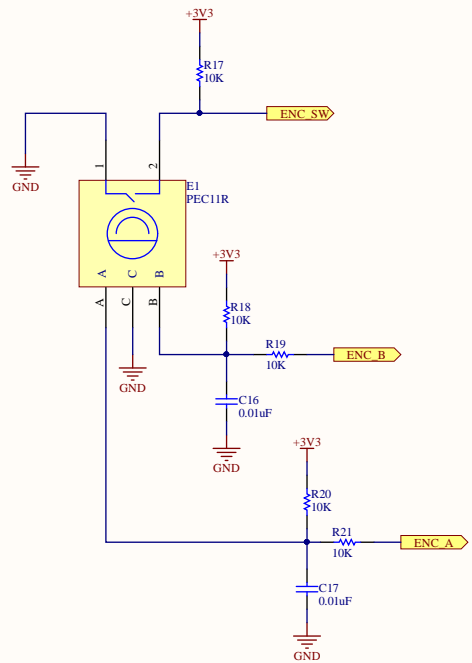 +3V3
R17
10K
ENC_SW
GND
1
2
E1
PEC11R
A
C
B
A
C
B
+3V3
R18
10K
R19
10K
ENC_B
GND
C16
0.01uF
GND
+3V3
R20
10K
R21
10K
ENC_A
C17
0.01uF
GND